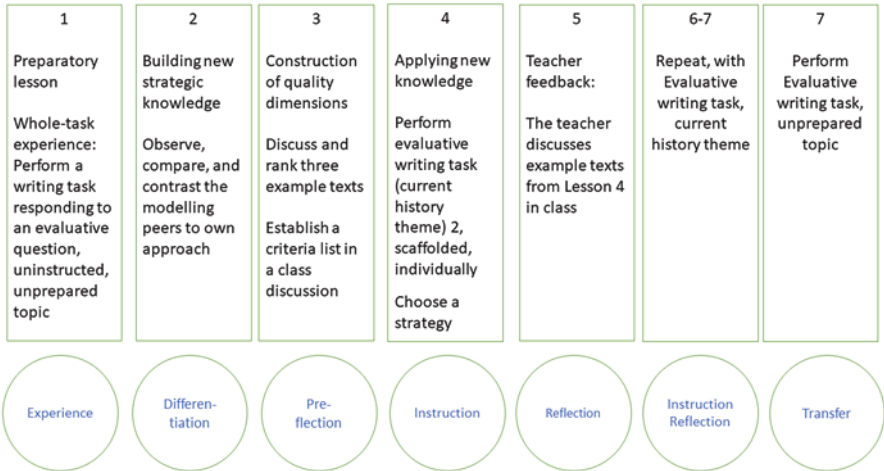 1
Preparatory
lesson
Whole-task
experience:
Perform a
writing task
responding to
an evaluative
question,
uninstructed,
unprepared
topic
2
Building new
strategic
knowledge
Observe,
compare, and
contrast the
modelling
peers to own
approach
3
Construction
of quality
dimensions
Discuss and
rank three
example texts
Establish a
criteria list in
a class
discussion
4
Applying new
knowledge
Perform
evaluative
writing task
(current
history
theme) 2,
scaffolded,
individually
Choose a
strategy
5
Teacher
feedback:
The teacher
discusses
example texts
from Lesson 4
in class
6-7
Repeat, with
Evaluative
writing task,
current
history theme
7
Perform
Evaluative
writing task,
unprepared
topic
Experience
Differen-
tiation
Pre-
flection
Instruction
Reflection
Instruction
Reflection
Transfer